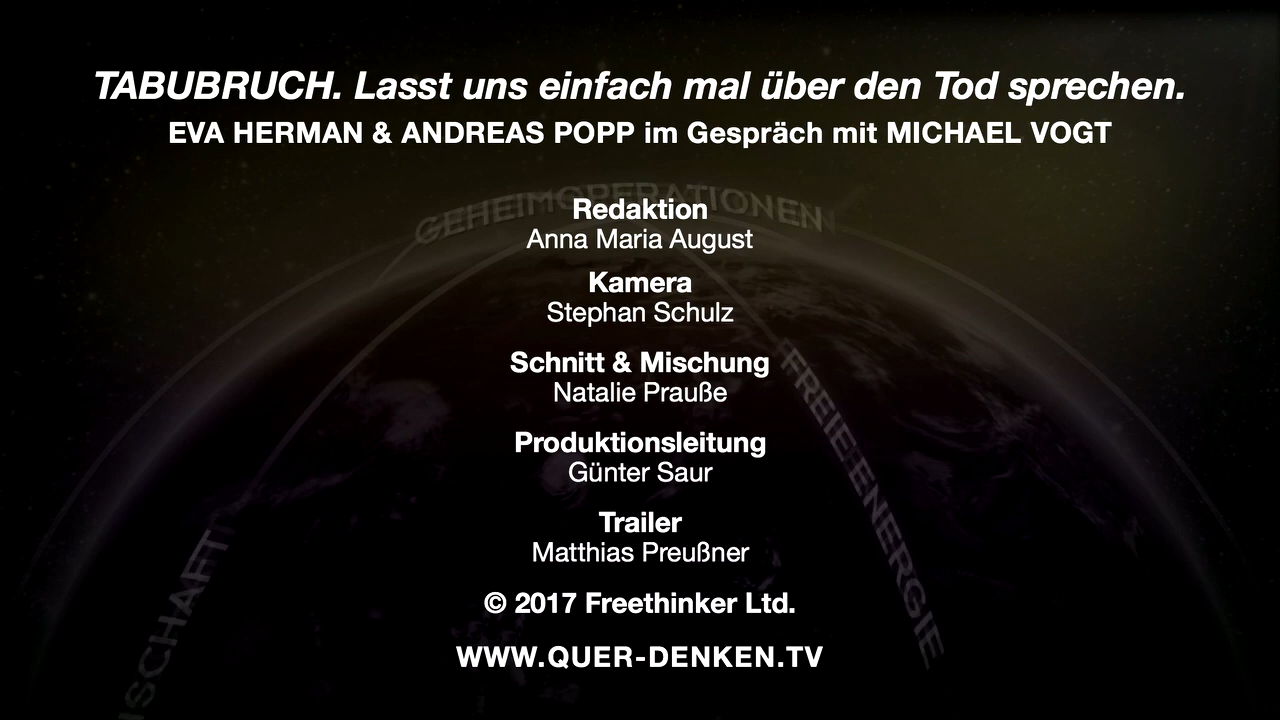 TABUBRUCH. Lasst uns einfach mal über den Tod sprechen.
EVA HERMAN & ANDREAS POPP im Gespräch mit MICHAEL VOGT
GEHEIMOPERATIONEN
Redaktion
Anna Maria August
Kamera
Stephan Schulz
Schnitt & Mischung
Natalie Prauße
FREIE ENERGIE
Produktionsleitung
Günter Saur
Trailer
Matthias Preußner
SCHAFT
© 2017 Freethinker Ltd.
WWW.QUER-DENKEN.TV